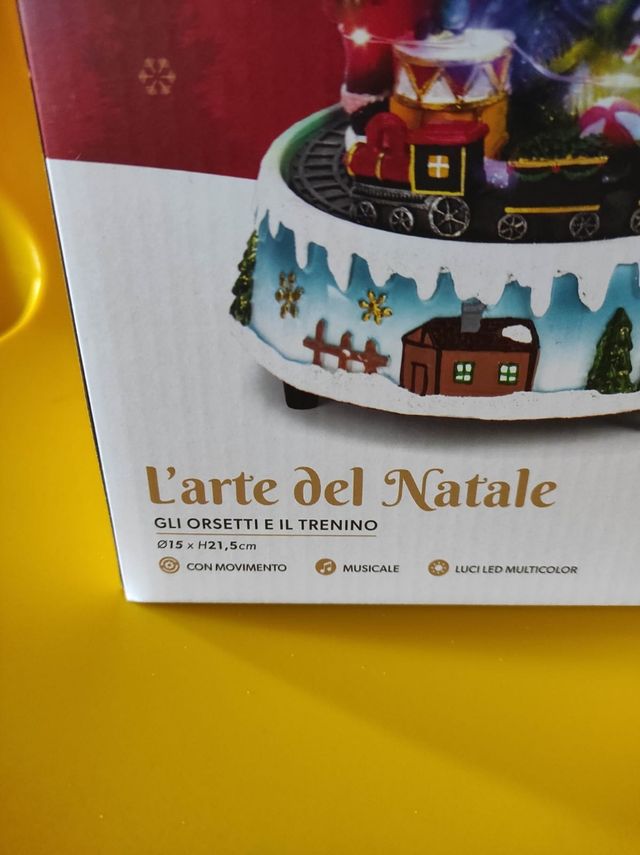 L'arte del Natale
GLI ORSETTI E IL TRENINO
Ø15 x H21,5cm
CON MOVIMENTO MUSICALE LUCI LED MULTICOLOR